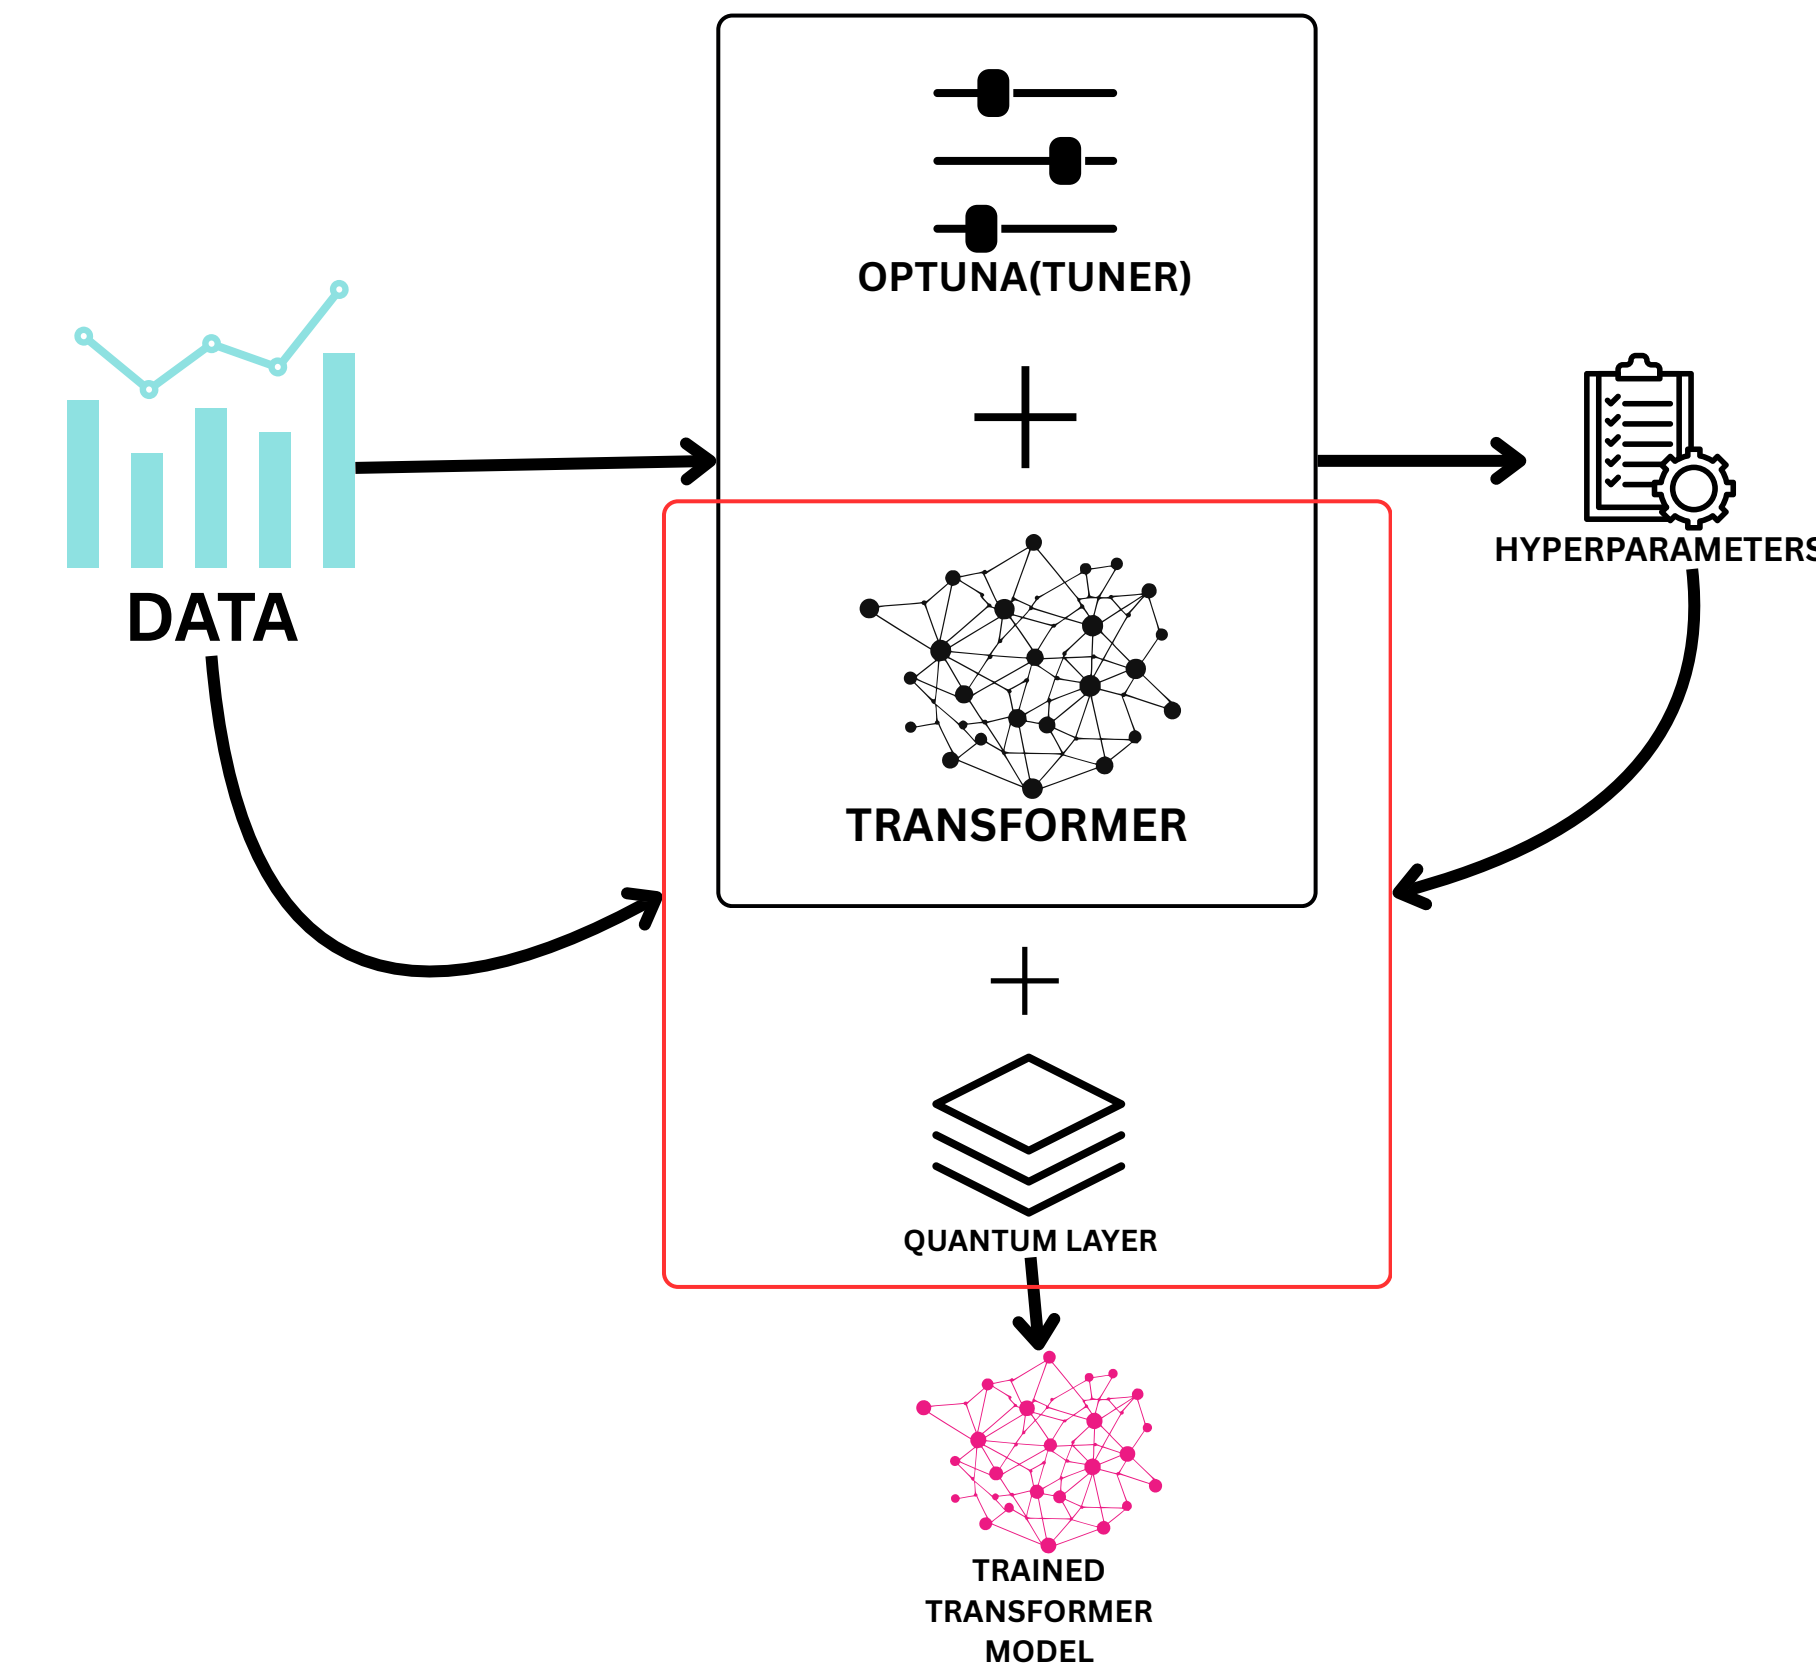 OPTUNA(TUNER)
HYPERPARAMETERS
DATA
TRANSFORMER
QUANTUM LAYER
TRAINED
TRANSFORMER
MODEL